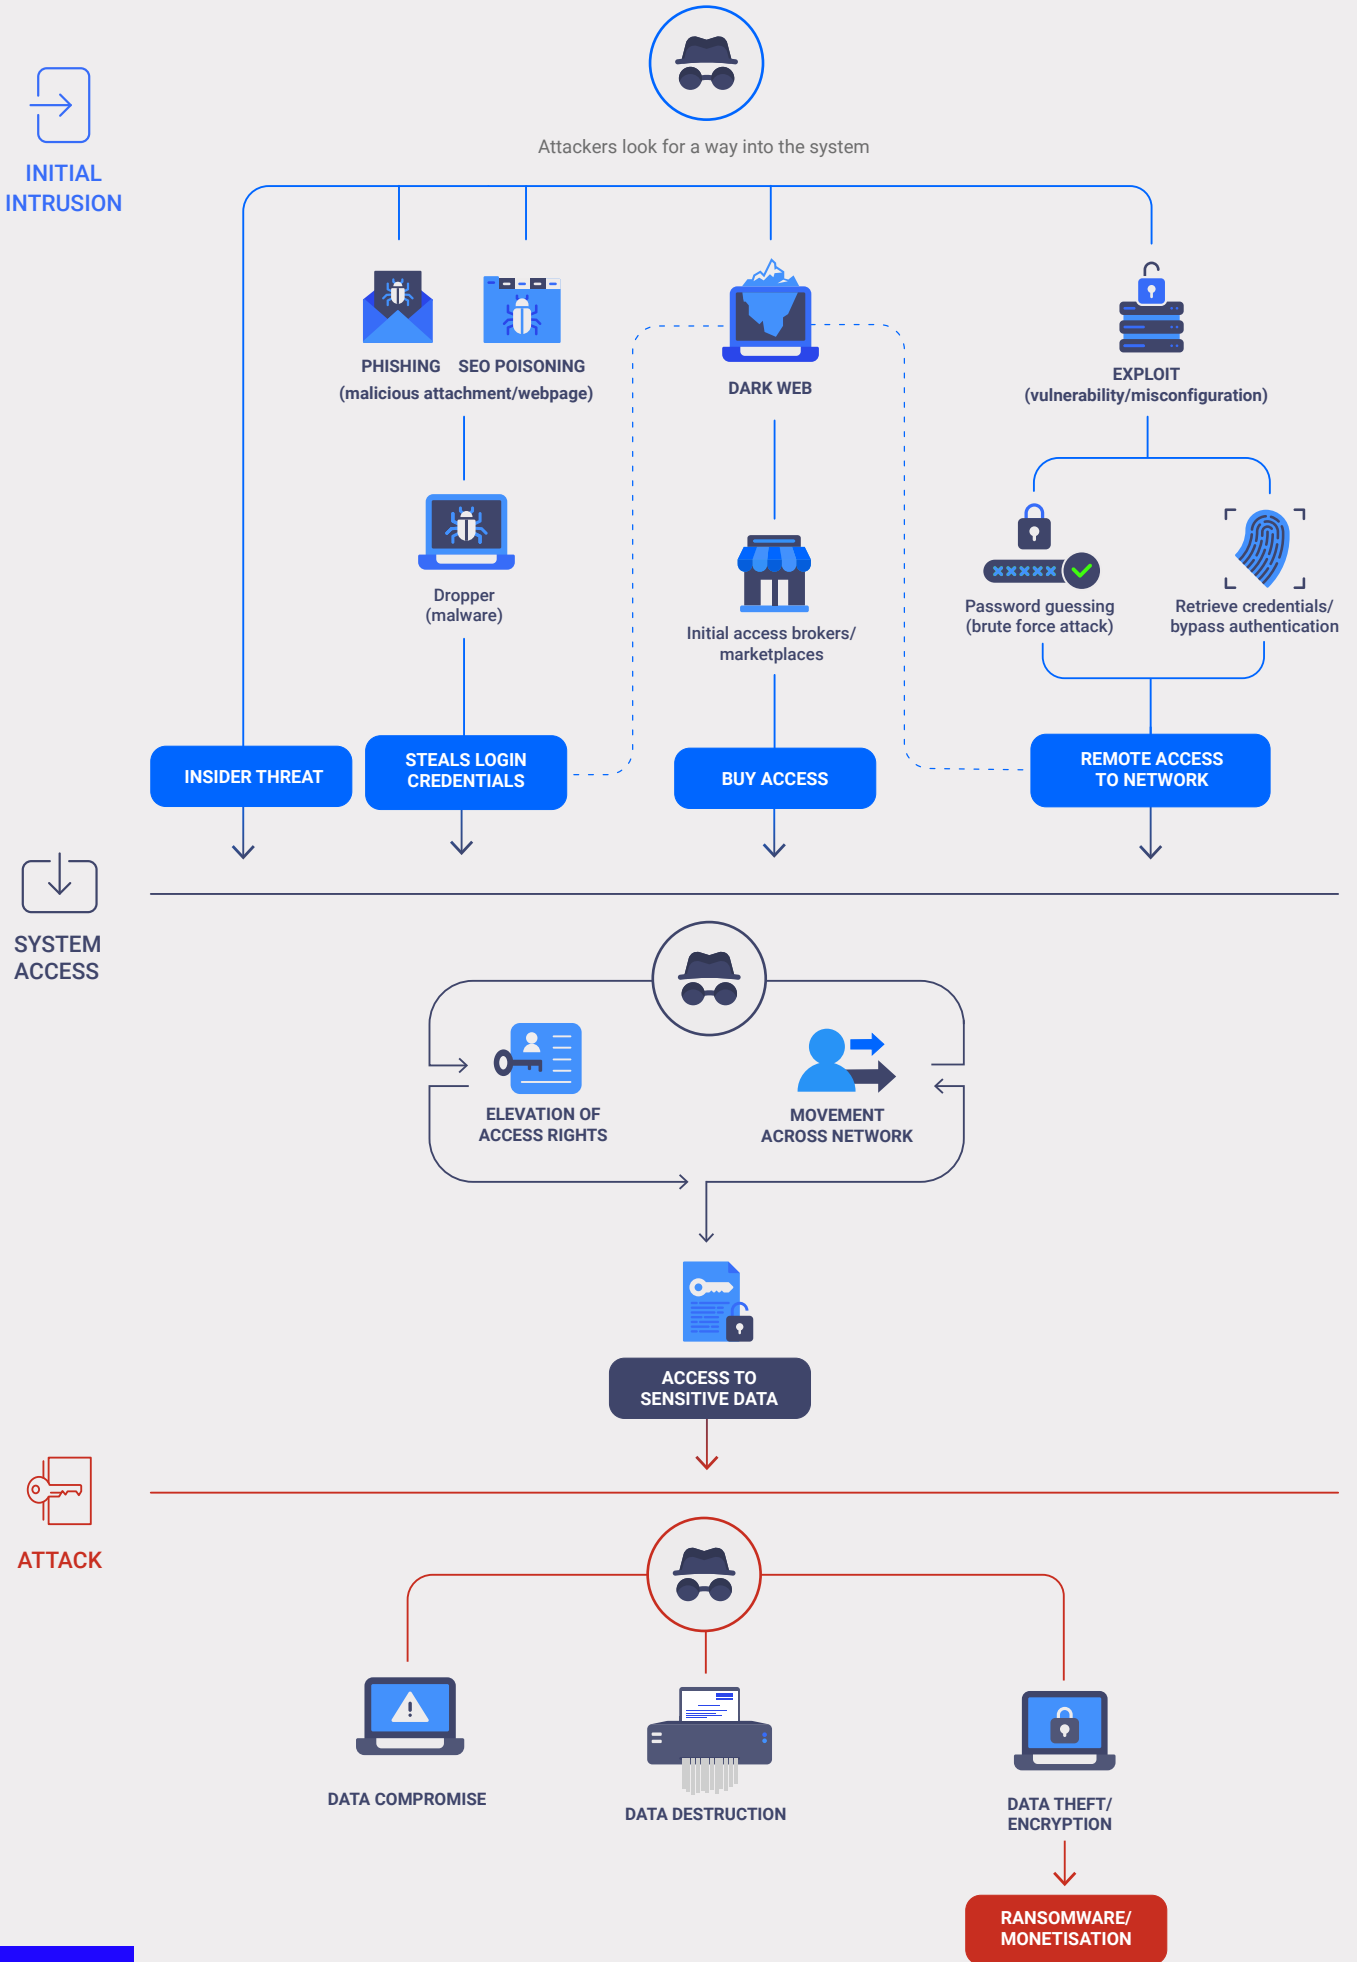 Attackers look for a way into the system
INITIAL
INTRUSION
PHISHING
SEO POISONING
(malicious attachment/webpage)
DARK WEB
EXPLOIT
(vulnerability/misconfiguration)
Dropper
(malware)
Initial access brokers/
marketplaces
Password guessing
(brute force attack)
Retrieve credentials/
bypass authentication
INSIDER THREAT
STEALS LOGIN
CREDENTIALS
BUY ACCESS
REMOTE ACCESS
TO NETWORK
SYSTEM
ACCESS
ELEVATION OF
ACCESS RIGHTS
MOVEMENT
ACROSS NETWORK
ACCESS TO
SENSITIVE DATA
ATTACK
DATA COMPROMISE
DATA DESTRUCTION
DATA THEFT/
ENCRYPTION
RANSOMWARE/
MONETISATION